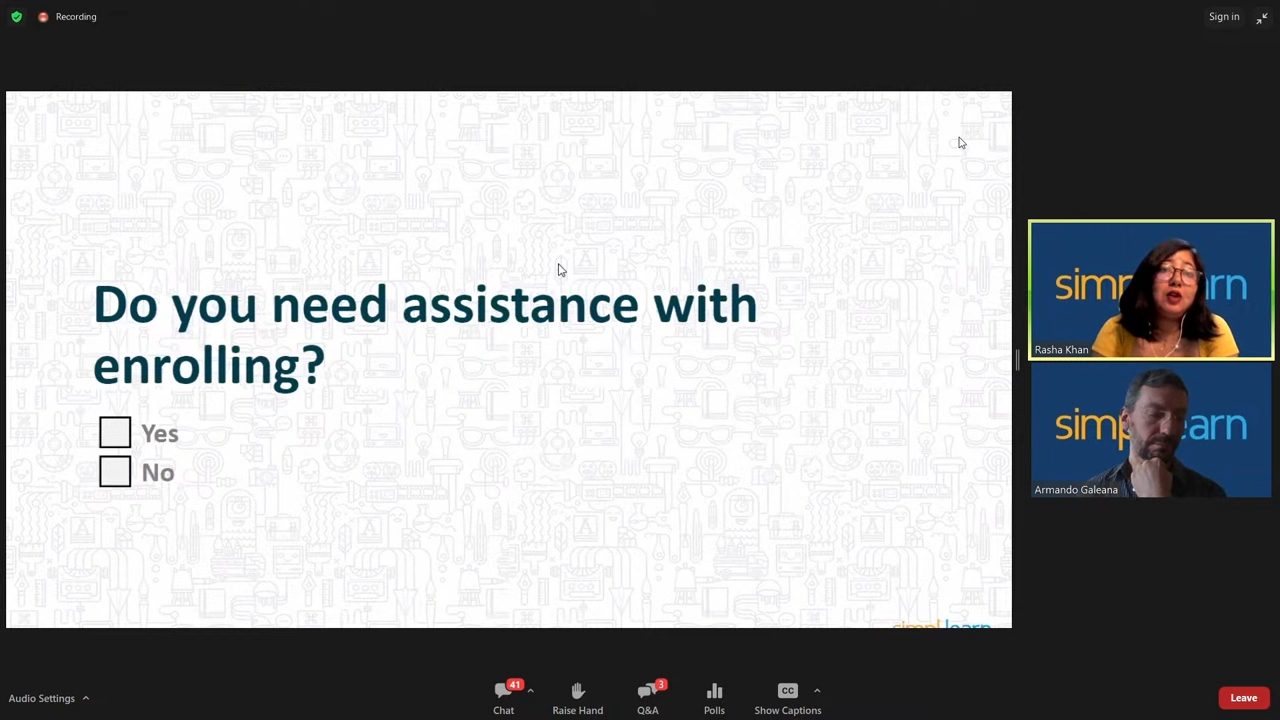 Recording
Sign in
Do you need assistance with
enrolling?
Yes
No
simplilearn
Rasha Khan
Armando Galeana
Audio Settings
41
Chat
Raise Hand
3
Q&A
Polls
CC
Show Captions
Leave